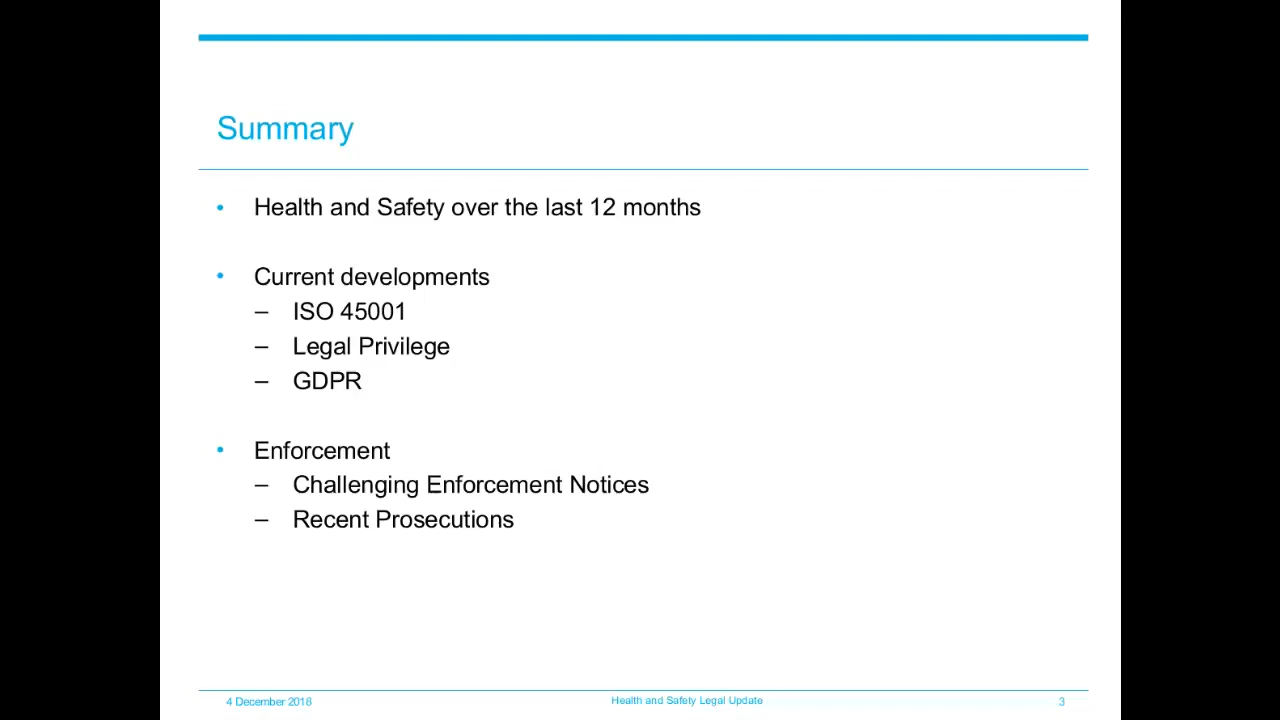 Summary
• Health and Safety over the last 12 months
• Current developments
– ISO 45001
– Legal Privilege
– GDPR
• Enforcement
– Challenging Enforcement Notices
– Recent Prosecutions
4 December 2018
Health and Safety Legal Update
3